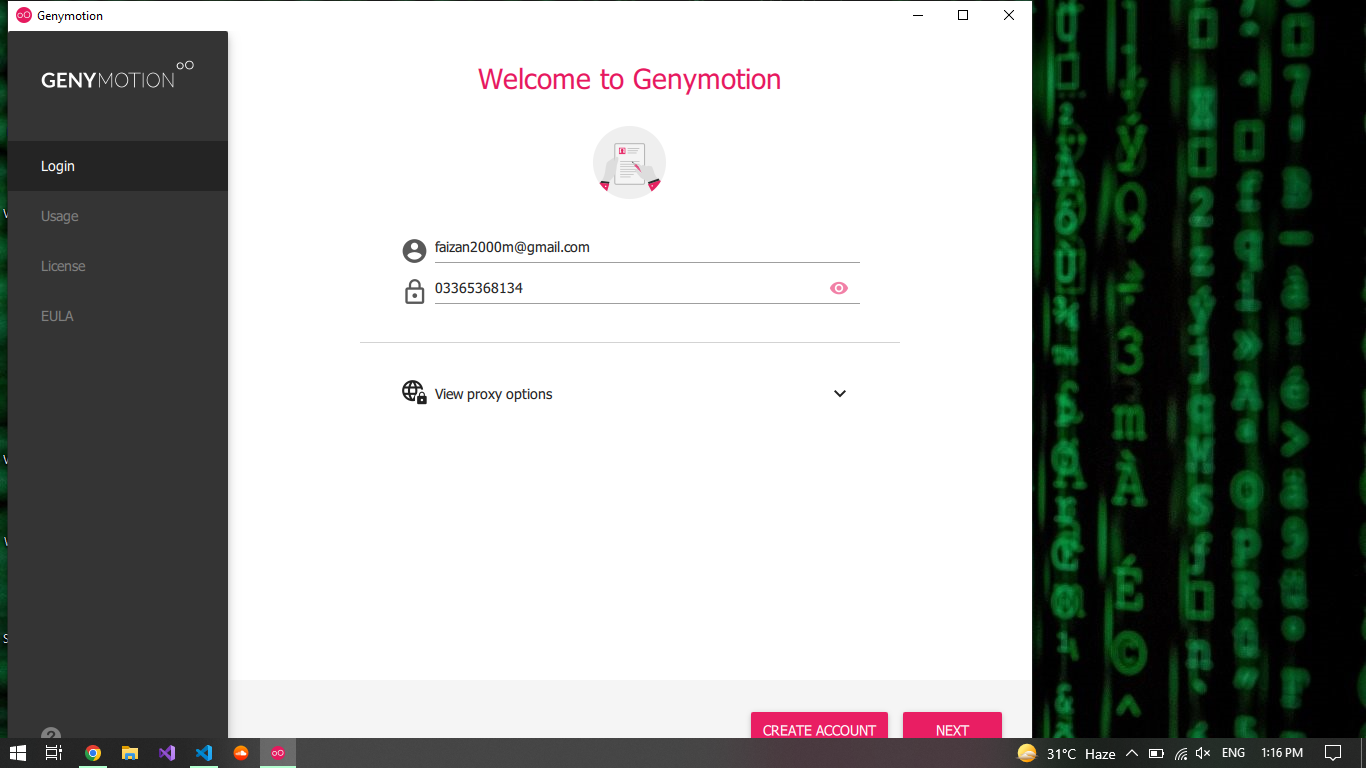 Genymotion
GENYMOTION
Login
Usage
License
EULA
Welcome to Genymotion
faizan2000m@gmail.com
03365368134
View proxy options
CREATE ACCOUNT
NEXT
31°C Haze
ENG
1:16 PM